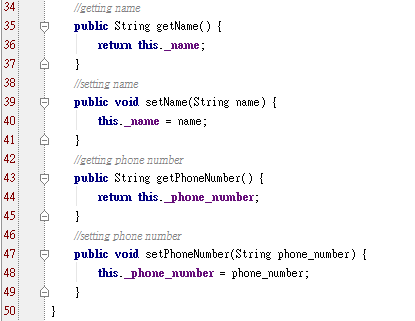 34 //getting name
35 public String getName() {
36 return this._name;
37 }
38 //setting name
39 public void setName(String name) {
40 this._name = name;
41 }
42 //getting phone number
43 public String getPhoneNumber() {
44 return this._phone_number;
45 }
46 //setting phone number
47 public void setPhoneNumber(String phone_number) {
48 this._phone_number = phone_number;
49 }
50 }